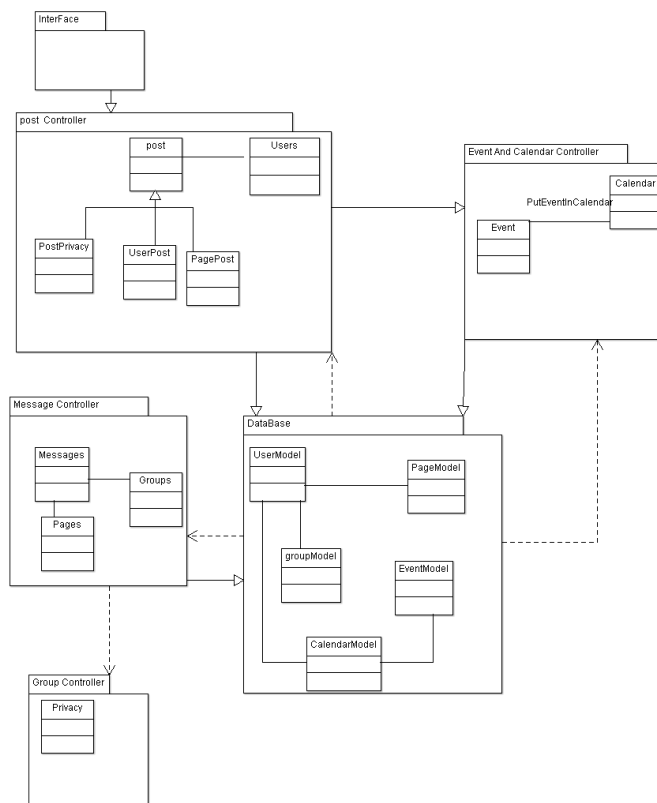 InterFace
post Controller
post
Users
PostPrivacy
UserPost
PagePost
Event And Calendar Controller
Calendar
PutEventInCalendar
Event
Message Controller
Messages
Groups
Pages
DataBase
UserModel
PageModel
groupModel
EventModel
CalendarModel
Group Controller
Privacy